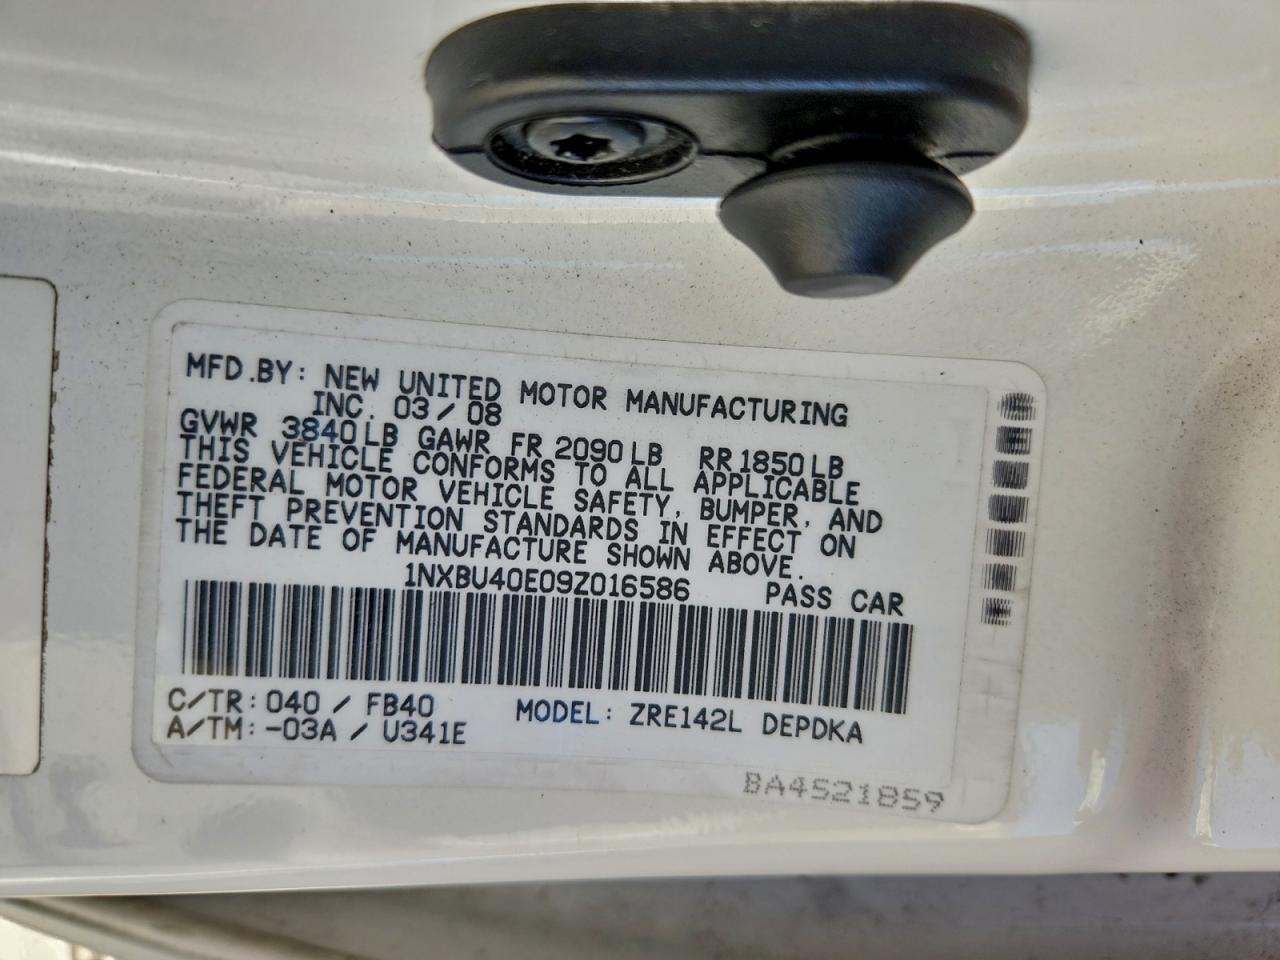 MFD.BY: NEW UNITED MOTOR MANUFACTURING
INC. 03/08
GVWR 3840LB GAWR FR 2090LB RR1850LB
THIS VEHICLE CONFORMS TO ALL APPLICABLE
FEDERAL MOTOR VEHICLE SAFETY, BUMPER, AND
THEFT PREVENTION STANDARDS IN EFFECT ON
THE DATE OF MANUFACTURE SHOWN ABOVE.
1NXBU40E09Z016586 PASS CAR
C/TR: 040 / FB40 MODEL: ZRE142L DEPDKA
A/TM: -03A / U341E
BA4521859